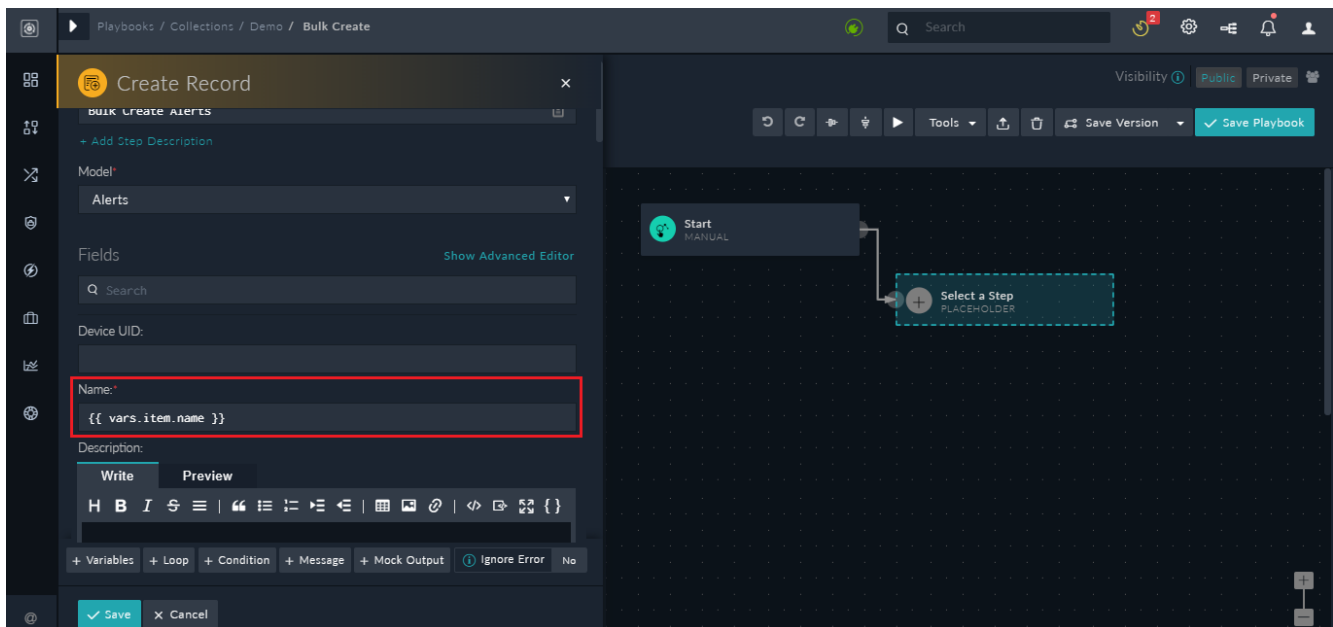 Playbooks / Collections / Demo / Bulk Create
Search
2
Create Record
×
Visibility Public Private
Bulk Create Alerts
+ Add Step Description
Tools Save Version Save Playbook
Model*
Alerts
Start
MANUAL
Fields
Show Advanced Editor
Search
Select a Step
PLACEHOLDER
Device UID:
Name:*
{{ vars.item.name }}
Description:
Write Preview
H B I S { }
+ Variables + Loop + Condition + Message + Mock Output Ignore Error No
Save × Cancel
@